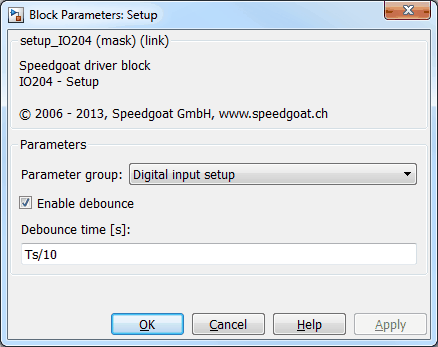 Block Parameters: Setup
setup_IO204 (mask) (link)
Speedgoat driver block
IO204 - Setup
© 2006 - 2013, Speedgoat GmbH, www.speedgoat.ch
Parameters
Parameter group: Digital input setup
Enable debounce
Debounce time [s]:
Ts/10
OK Cancel Help Apply